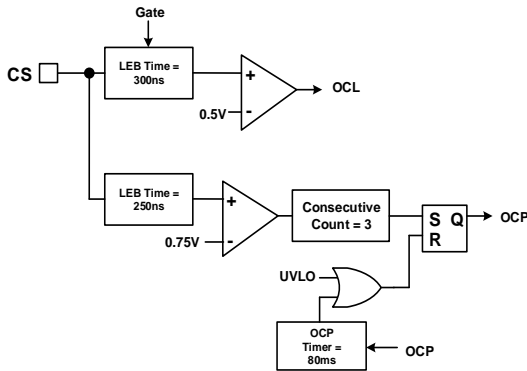 Gate
CS
LEB Time =
300ns
+
-
0.5V
OCL
LEB Time =
250ns
+
-
0.75V
Consecutive
Count = 3
S Q
R
OCP
UVLO
OCP
Timer =
80ms
OCP